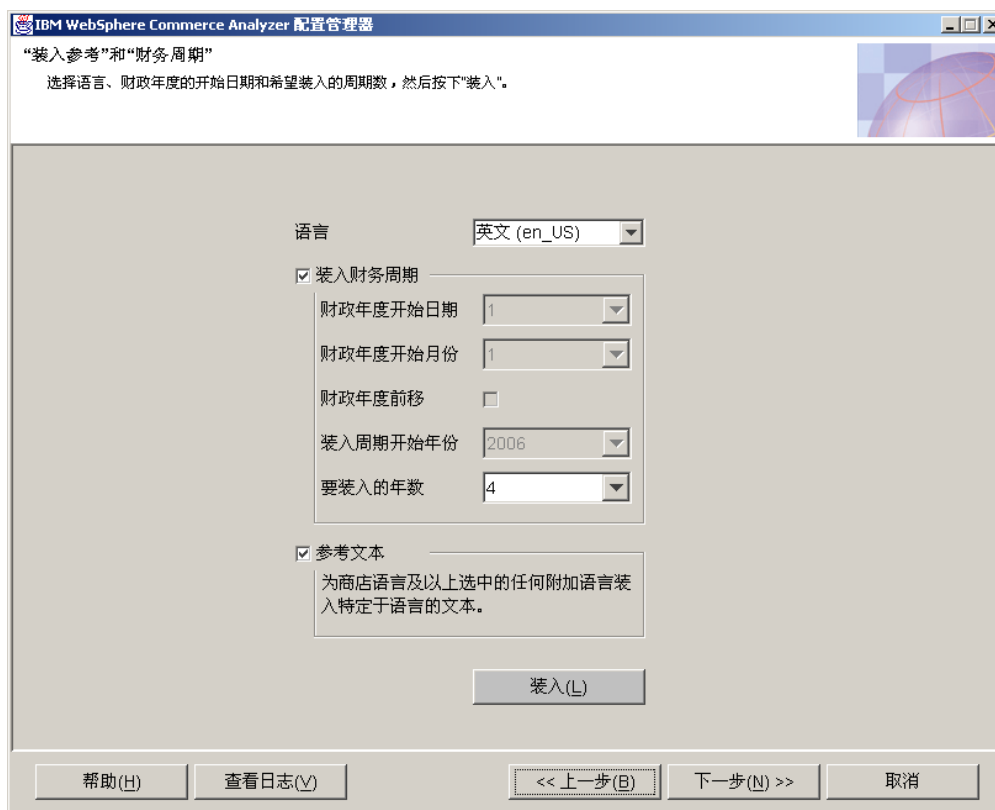 IBM WebSphere Commerce Analyzer 配置管理器
“装入参考”和“财务周期”
选择语言、财政年度的开始日期和希望装入的周期数，然后按下"装入"。
语言 英文 (en_US)
装入财务周期
财政年度开始日期 1
财政年度开始月份 1
财政年度前移
装入周期开始年份 2006
要装入的年数 4
参考文本
为商店语言及以上选中的任何附加语言装
入特定于语言的文本。
装入(L)
帮助(H) 查看日志(V) << 上一步(B) 下一步(N) >> 取消